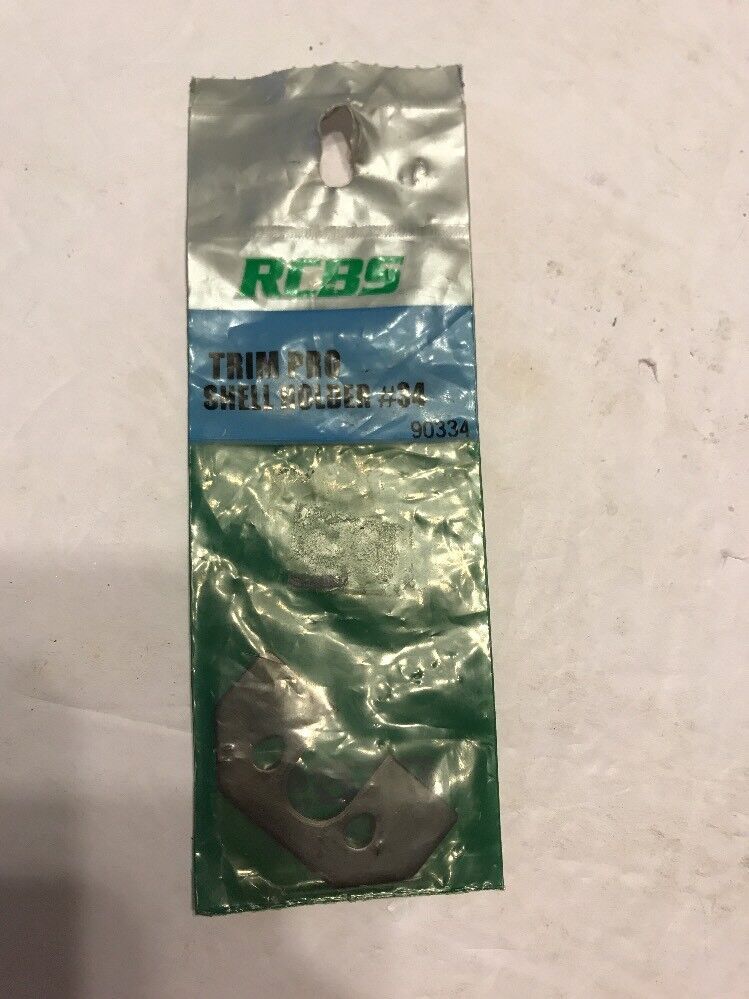 RCBS
TRIM PRO
SHELL HOLDER #34
90334